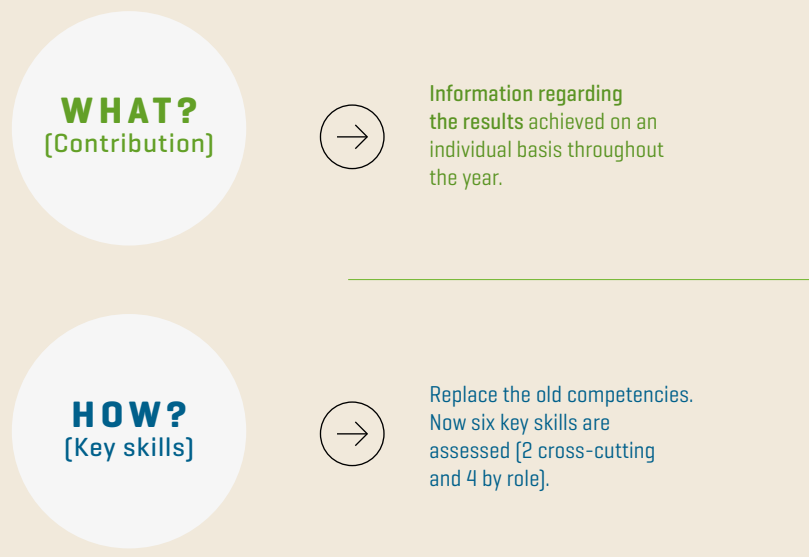 WHAT?
(Contribution)
Information regarding
the results achieved on an
individual basis throughout
the year.
HOW?
(Key skills)
Replace the old competencies.
Now six key skills are
assessed (2 cross-cutting
and 4 by role).